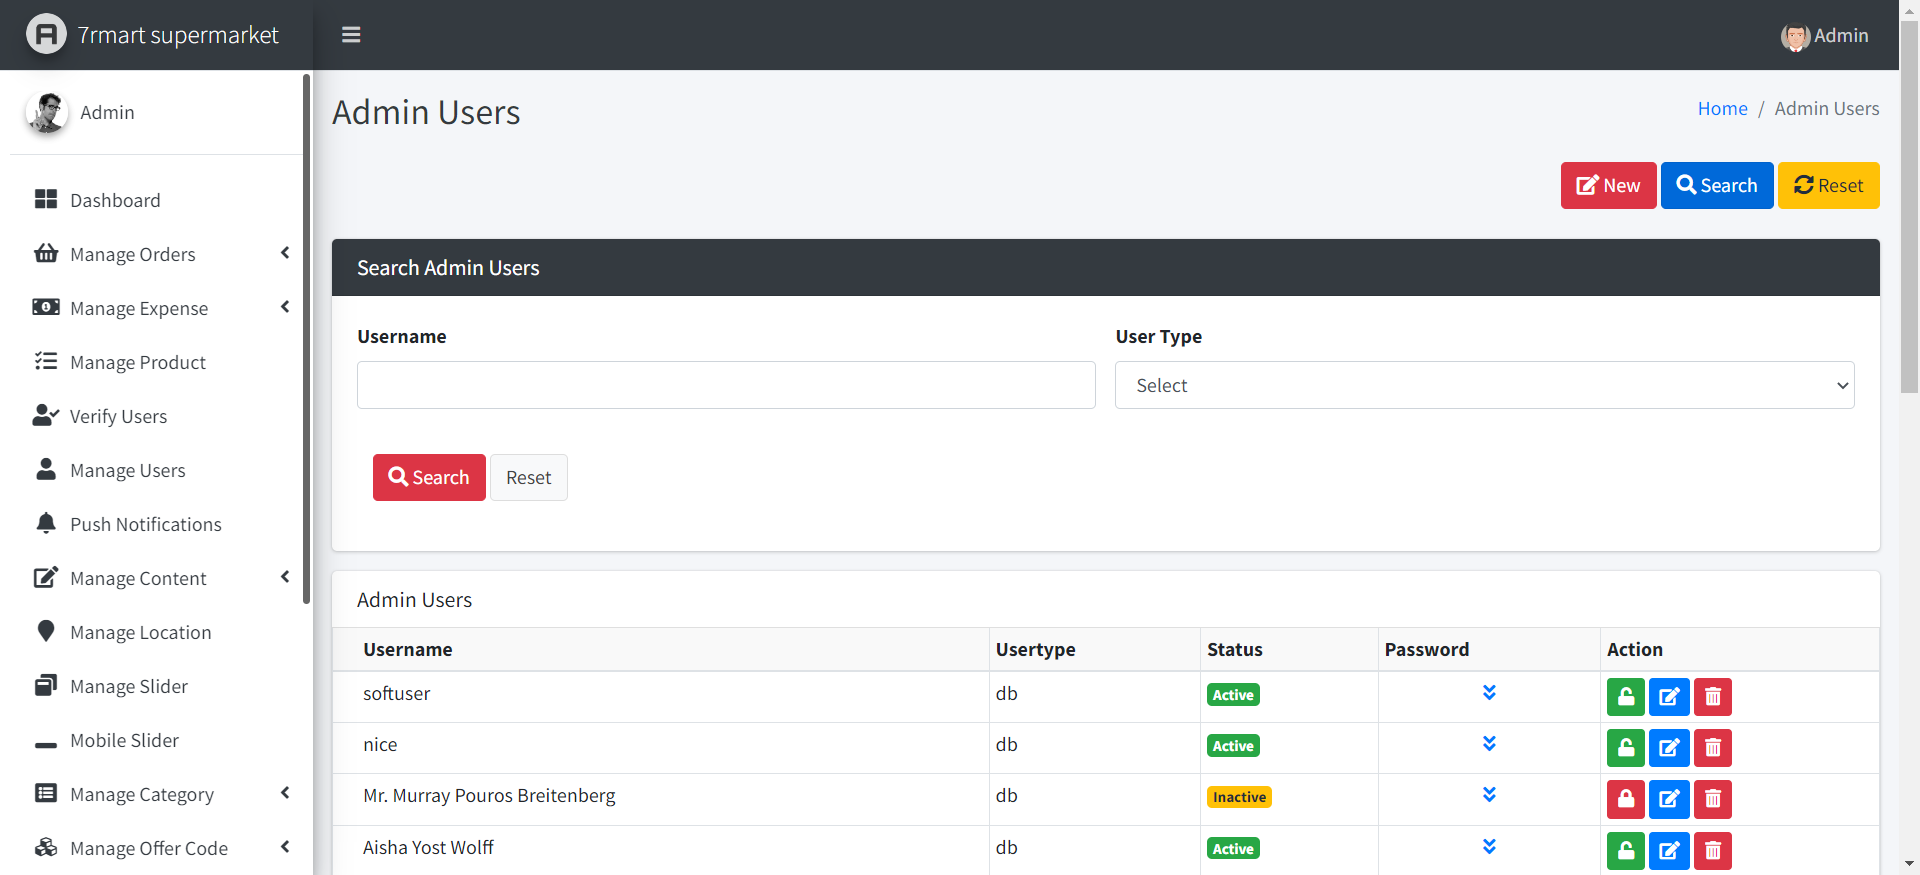 7rmart supermarket
Admin
Admin
Dashboard
Manage Orders
Manage Expense
Manage Product
Verify Users
Manage Users
Push Notifications
Manage Content
Manage Location
Manage Slider
Mobile Slider
Manage Category
Manage Offer Code
Admin Users
Home / Admin Users
New Search Reset
Search Admin Users
Username User Type
Select
Search Reset
Admin Users
Username Usertype Status Password Action
softuser db Active
nice db Active
Mr. Murray Pouros Breitenberg db Inactive
Aisha Yost Wolff db Active